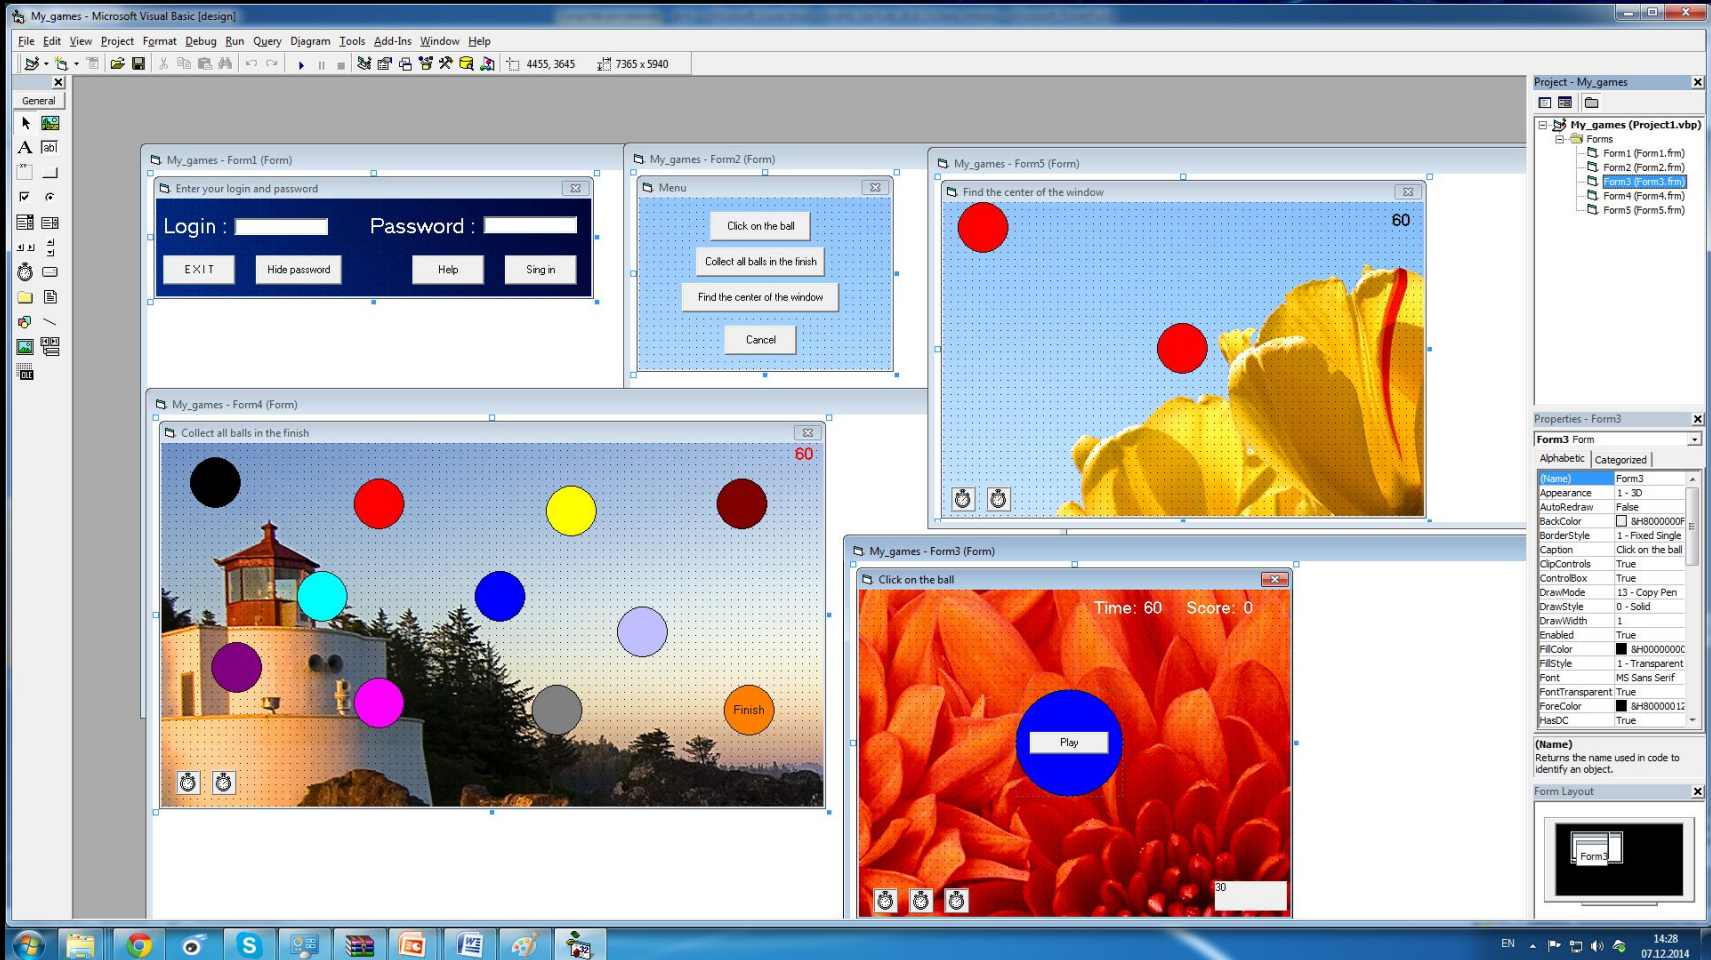 My_games - Microsoft Visual Basic [design]
File Edit View Project Format Debug Run Query Diagram Tools Add-Ins Window Help
4455, 3645 7365 x 5940
General
A ab|
XY
OLE
My_games - Form1 (Form)
Enter your login and password
Login : Password :
E X I T Hide password Help Sing in
My_games - Form2 (Form)
Menu
Click on the ball
Collect all balls in the finish
Find the center of the window
Cancel
My_games - Form5 (Form)
Find the center of the window
60
My_games - Form4 (Form)
Collect all balls in the finish
60
Finish
My_games - Form3 (Form)
Click on the ball
Time: 60 Score: 0
Play
30
Project - My_games
My_games (Project1.vbp)
Forms
Form1 (Form1.frm)
Form2 (Form2.frm)
Form3 (Form3.frm)
Form4 (Form4.frm)
Form5 (Form5.frm)
Properties - Form3
Form3 Form
Alphabetic Categorized
(Name) Form3
Appearance 1 - 3D
AutoRedraw False
BackColor &H8000000F
BorderStyle 1 - Fixed Single
Caption Click on the ball
ClipControls True
ControlBox True
DrawMode 13 - Copy Pen
DrawStyle 0 - Solid
DrawWidth 1
Enabled True
FillColor &H00000000
FillStyle 1 - Transparent
Font MS Sans Serif
FontTransparent True
ForeColor &H80000012
HasDC True
(Name)
Returns the name used in code to
identify an object.
Form Layout
Form3
32
EN
14:28
07.12.2014